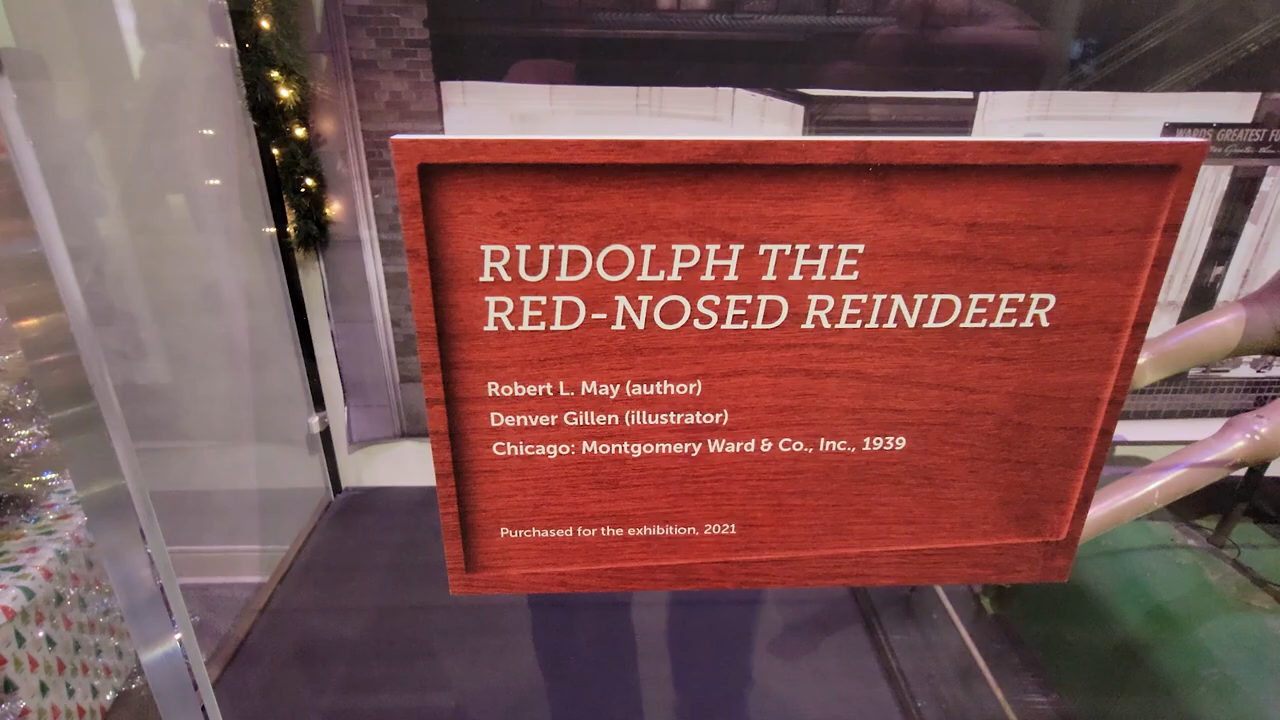 WARDS GREATEST
RUDOLPH THE
RED-NOSED REINDEER
Robert L. May (author)
Denver Gillen (illustrator)
Chicago: Montgomery Ward & Co., Inc., 1939
Purchased for the exhibition, 2021